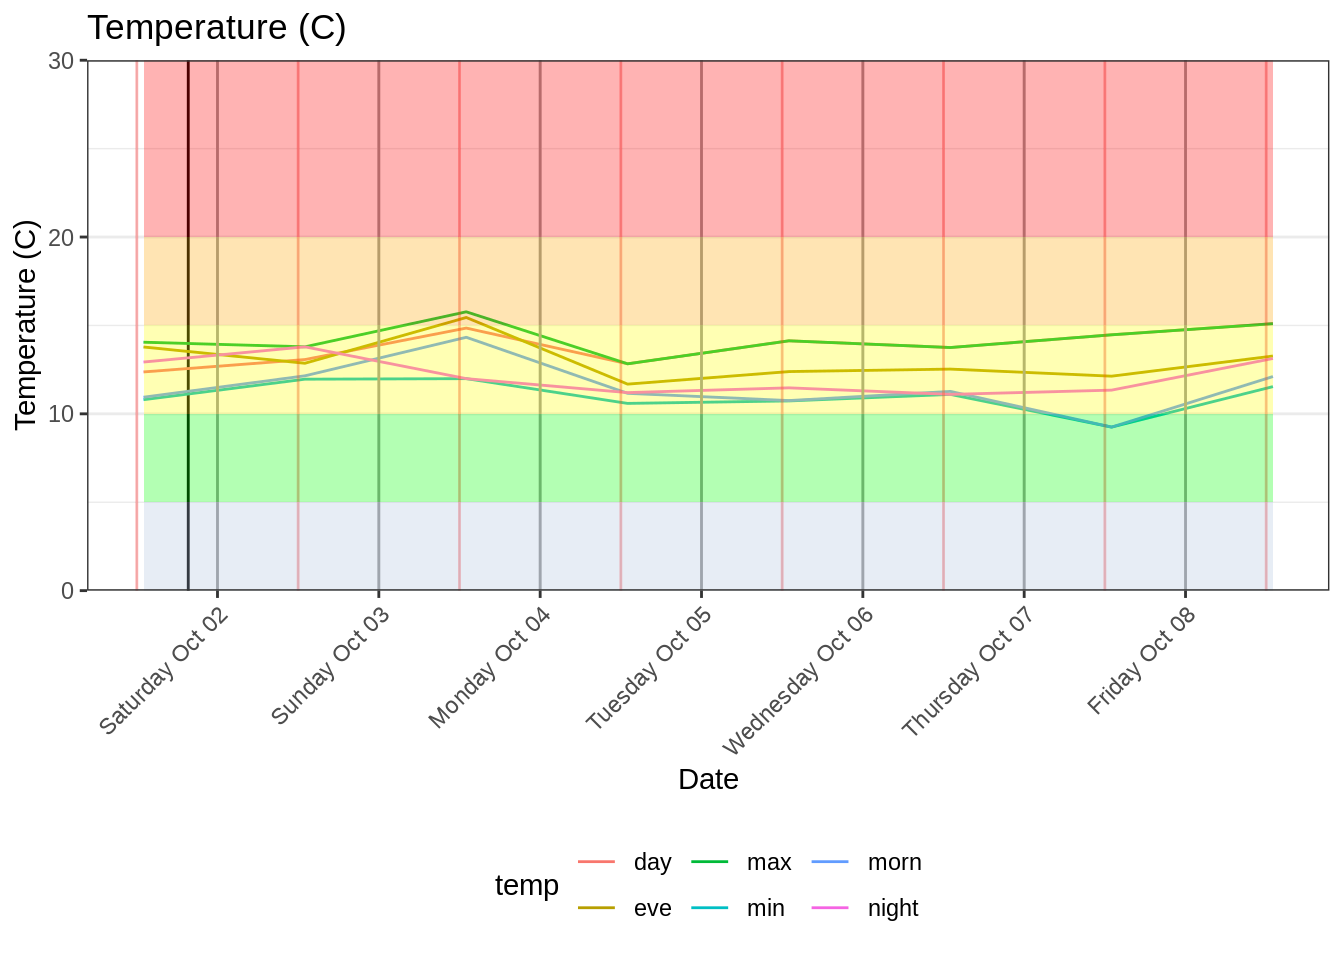 Temperature (C)
Temperature (C)
30
20
10
0
Saturday Oct 02
Sunday Oct 03
Monday Oct 04
Tuesday Oct 05
Wednesday Oct 06
Thursday Oct 07
Friday Oct 08
Date
temp
day
max
morn
eve
min
night